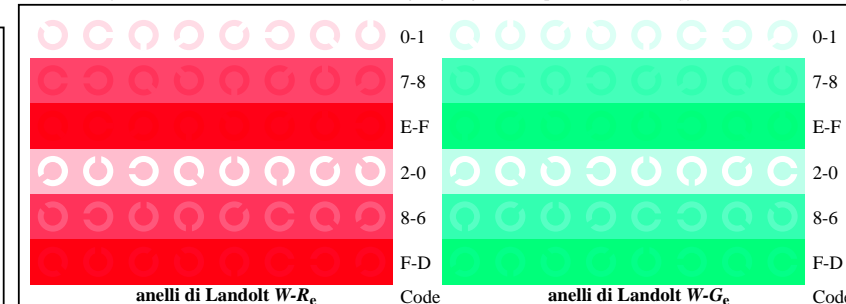 0-1 0-1
7-8 7-8
E-F E-F
2-0 2-0
8-6 8-6
F-D F-D
anelli di Landolt W-Re Code anelli di Landolt W-Ge Code